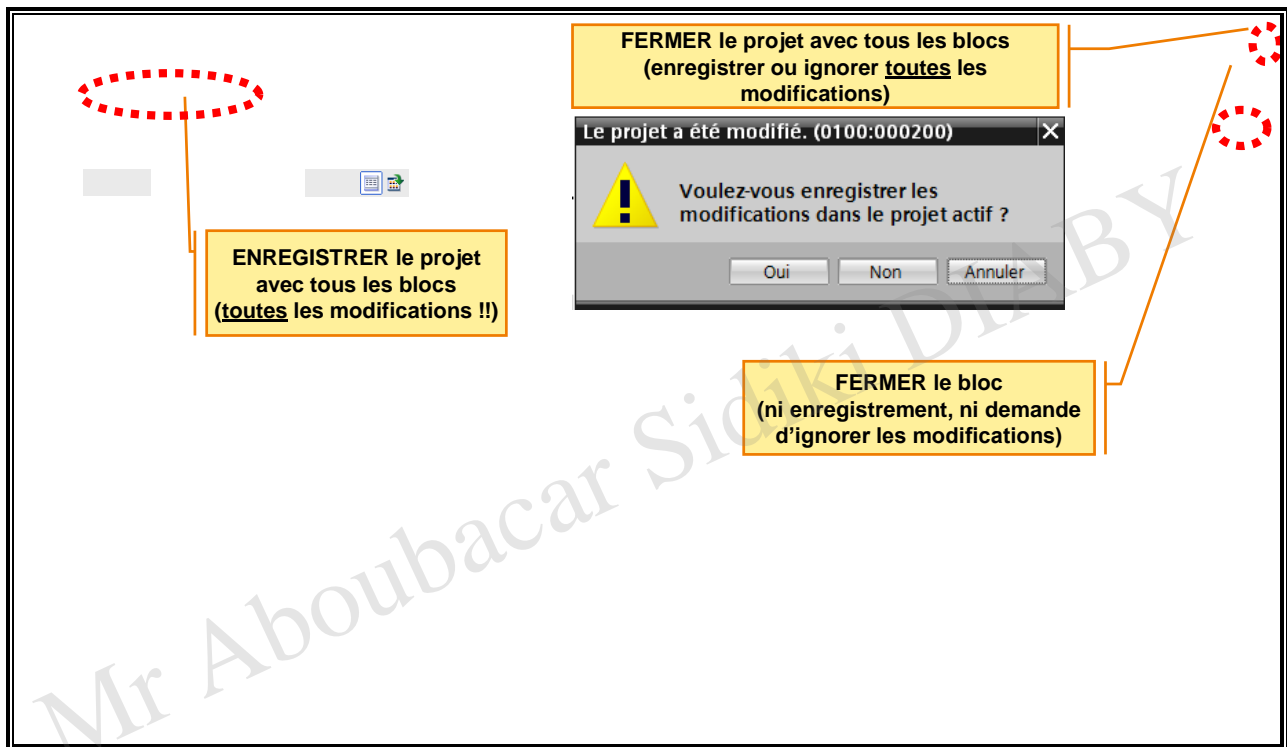 FERMER le projet avec tous les blocs
(enregistrer ou ignorer toutes les
modifications)
Le projet a été modifié. (0100:000200)
Voulez-vous enregistrer les
modifications dans le projet actif ?
Oui Non Annuler
ENREGISTRER le projet
avec tous les blocs
(toutes les modifications !!)
FERMER le bloc
(ni enregistrement, ni demande
d'ignorer les modifications)
Mr Aboubacar Sidiki DIABY